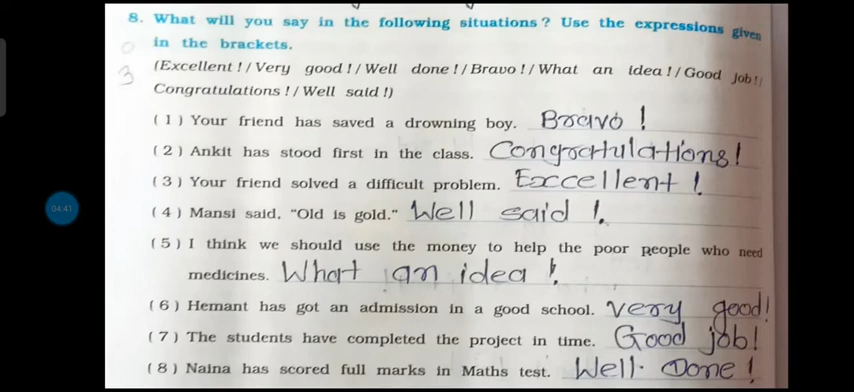 8. What will you say in the following situations? Use the expressions given
in the brackets.
(Excellent!/Very good!/Well done!/Bravo!/What an idea!/Good Job!/
Congratulations!/Well said!)
(1) Your friend has saved a drowning boy. Bravo!
(2) Ankit has stood first in the class. Congratulations!
(3) Your friend solved a difficult problem. Excellent!
(4) Mansi said, "Old is gold." Well said!
(5) I think we should use the money to help the poor people who need
medicines. What an idea!
(6) Hemant has got an admission in a good school. very good!
(7) The students have completed the project in time. Good job!
(8) Naina has scored full marks in Maths test. Well Done!
04:41